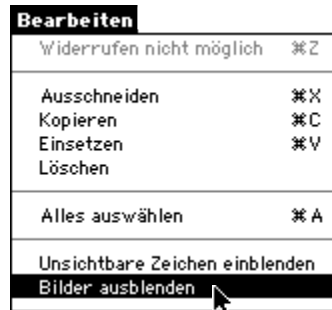 Bearbeiten
Widerrufen nicht möglich ⌘Z
Ausschneiden ⌘X
Kopieren ⌘C
Einsetzen ⌘V
Löschen
Alles auswählen ⌘A
Unsichtbare Zeichen einblenden
Bilder ausblenden